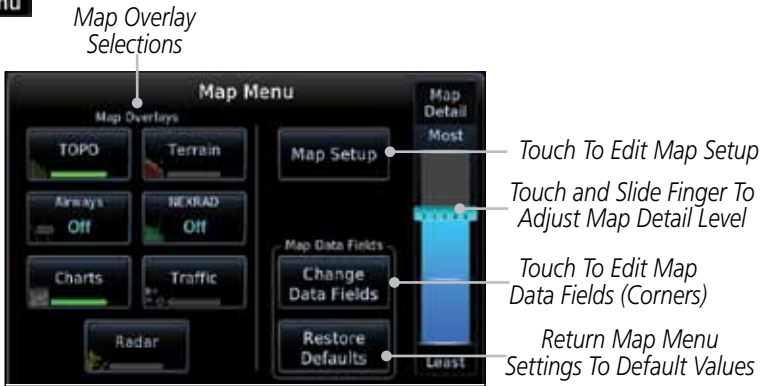 nu
Map Overlay
Selections
Map Menu
Map Overlays
TOPO
Terrain
Airways
Off
NEXRAD
Off
Charts
Traffic
Radar
Map Setup
Map Data Fields
Change
Data Fields
Restore
Defaults
Map
Detail
Most
Least
Touch To Edit Map Setup
Touch and Slide Finger To
Adjust Map Detail Level
Touch To Edit Map
Data Fields (Corners)
Return Map Menu
Settings To Default Values